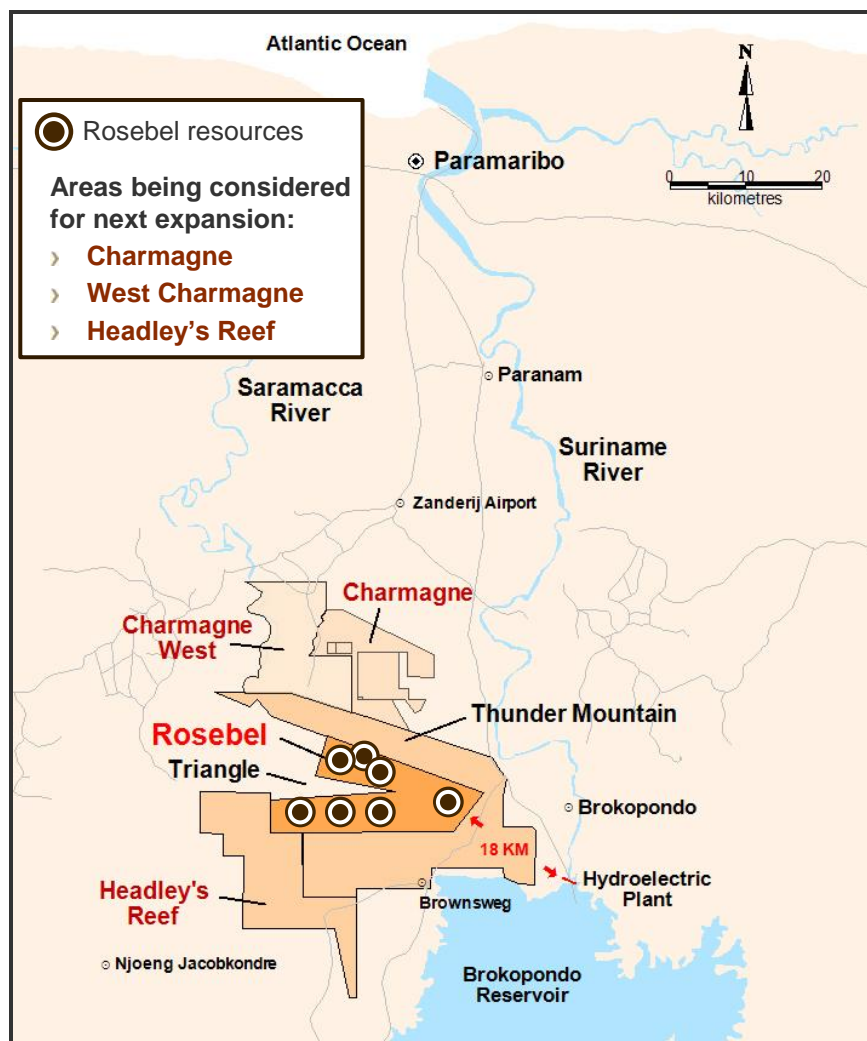 Atlantic Ocean
N
Rosebel resources
Areas being considered
for next expansion:
› Charmagne
› West Charmagne
› Headley's Reef
Paramaribo
0 10 20
kilometres
Paranam
Saramacca
River
Suriname
River
Zanderij Airport
Charmagne
Charmagne
West
Thunder Mountain
Rosebel
Triangle
Brokopondo
18 KM
Hydroelectric
Plant
Headley's
Reef
Brownsweg
Njoeng Jacobkondre
Brokopondo
Reservoir